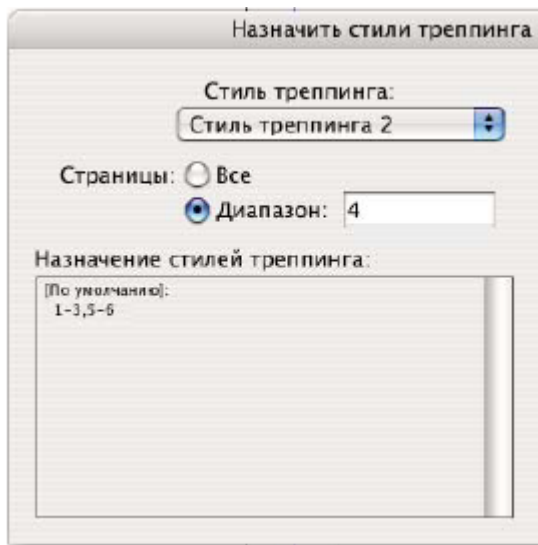 Назначить стили треппинга
Стиль треппинга:
Стиль треппинга 2
Страницы: Все
Диапазон: 4
Назначение стилей треппинга:
[По умолчанию]:
1-3,5-6